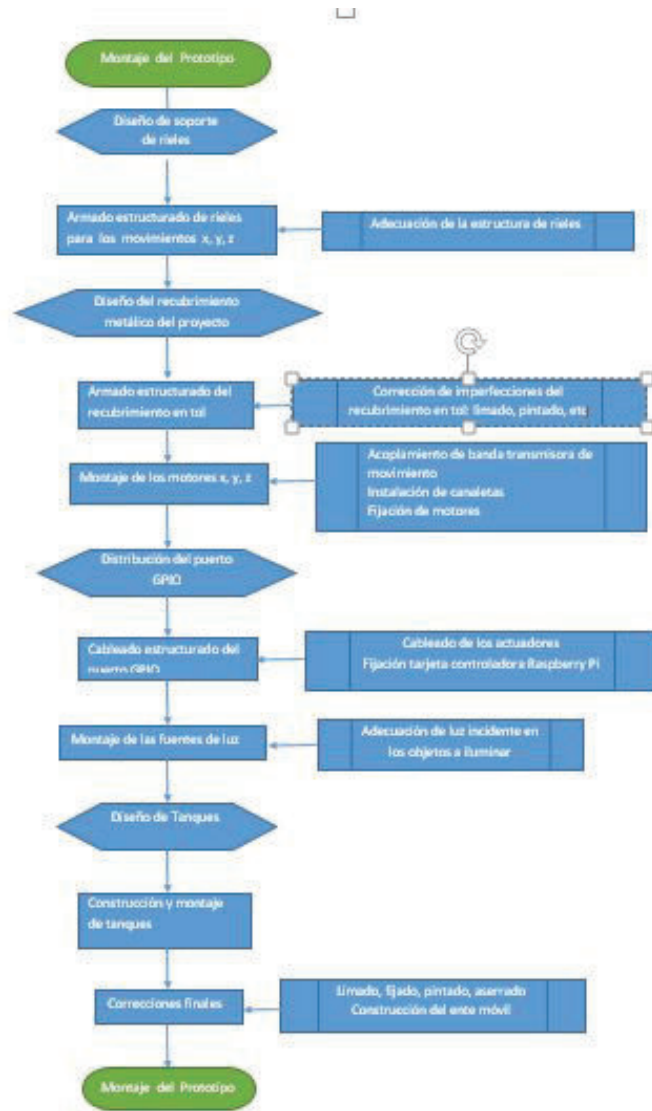 Montaje del Prototipo
Diseño de soporte
de rieles
Armado estructurado de rieles
para los movimientos x, y, z
Adecuación de la estructura de rieles
Diseño del recubrimiento
metálico del proyecto
Armado estructurado del
recubrimiento en tol
Corrección de imperfecciones del
recubrimiento en tol: limado, pintado, etc
Montaje de los motores x, y, z
Acoplamiento de banda transmisora de
movimiento
Instalación de canaletas
Fijación de motores
Distribución del puerto
GPIO
Cableado estructurado del
puerto GPIO
Cableado de los actuadores
Fijación tarjeta controladora Raspberry Pi
Montaje de las fuentes de luz
Adecuación de luz incidente en
los objetos a iluminar
Diseño de Tanques
Construcción y montaje
de tanques
Correcciones finales
Limado, fijado, pintado, aserrado
Construcción del ente móvil
Montaje del Prototipo